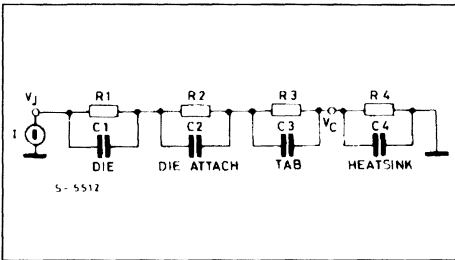 VJ
R1
R2
R3
R4
I
C1
C2
C3
VC
C4
DIE
DIE ATTACH
TAB
HEATSINK
S-5512